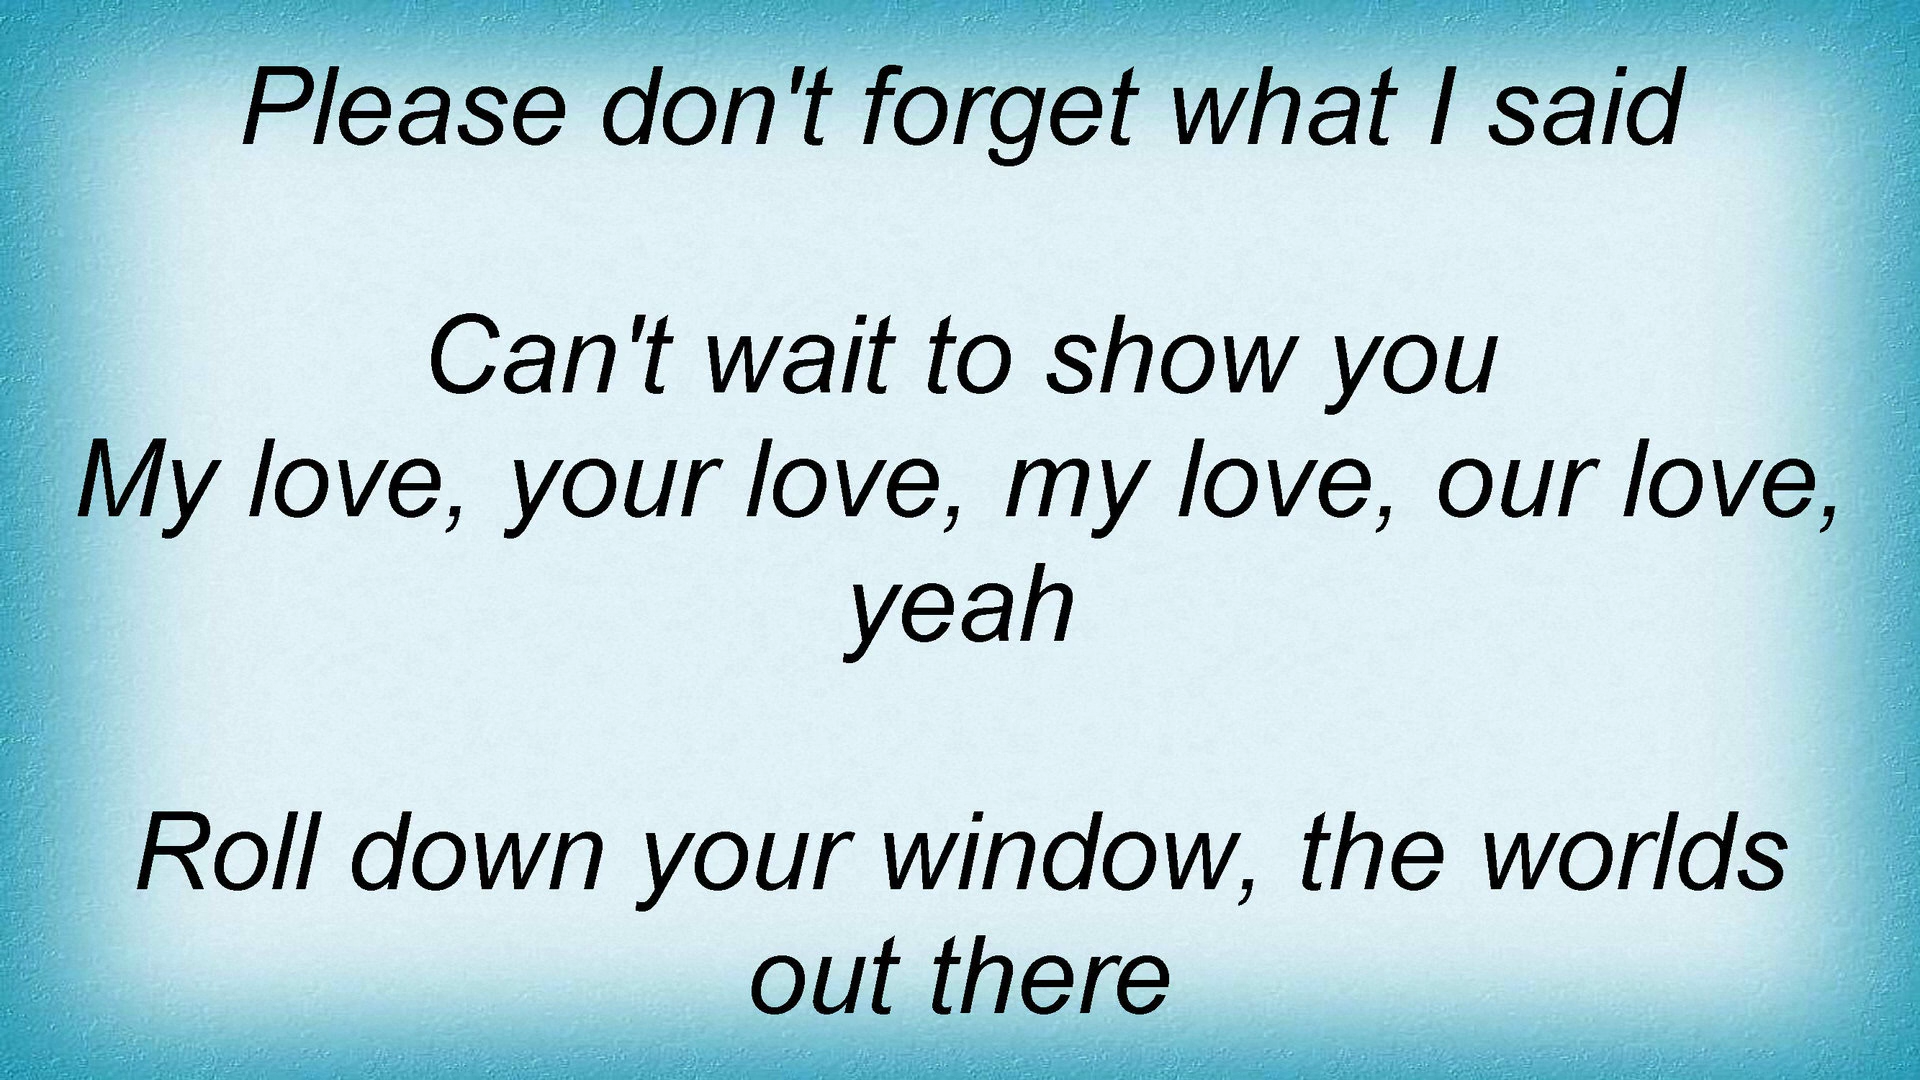 Please don't forget what I said
Can't wait to show you
My love, your love, my love, our love,
yeah
Roll down your window, the worlds
out there